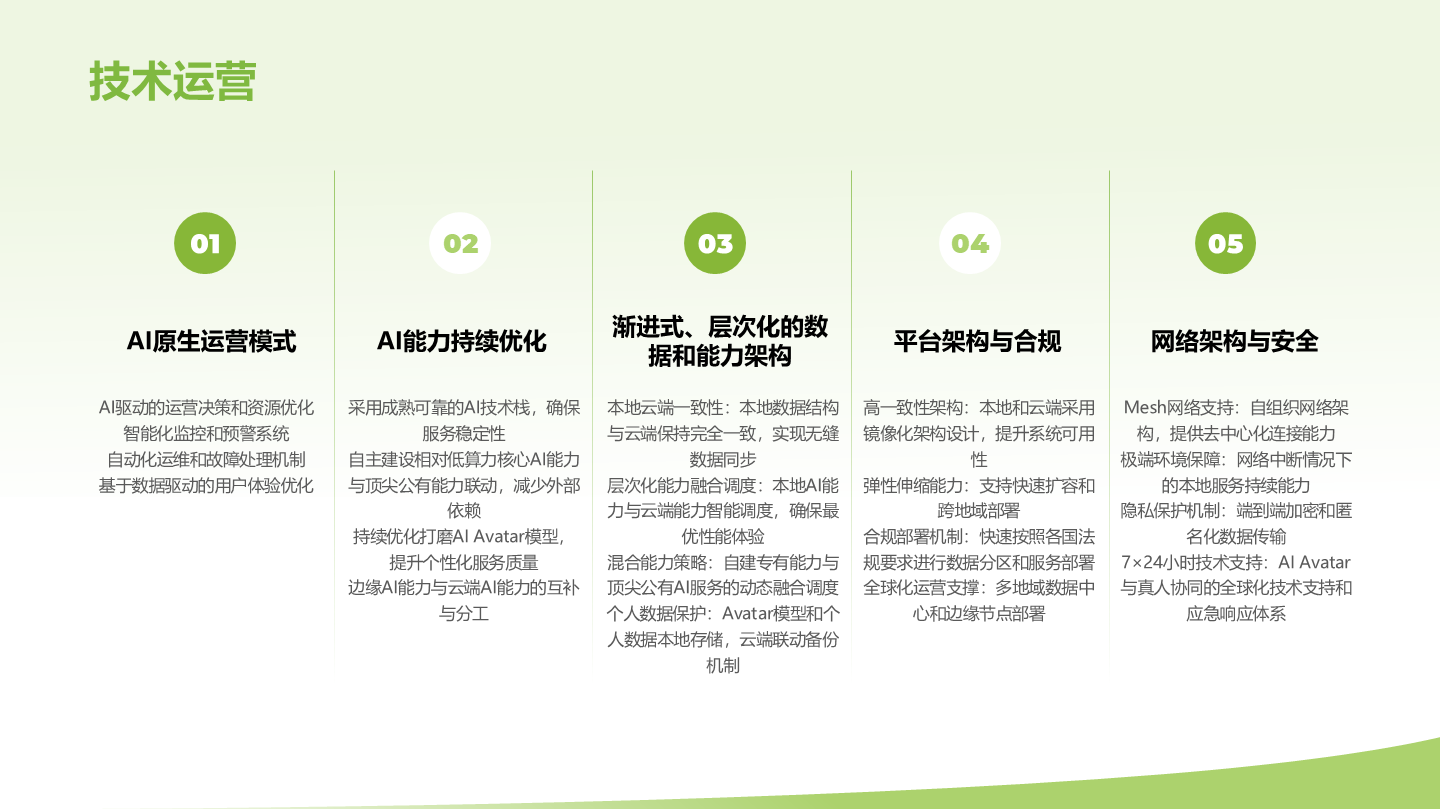 技术运营
01
AI原生运营模式
AI驱动的运营决策和资源优化
智能化监控和预警系统
自动化运维和故障处理机制
基于数据驱动的用户体验优化
02
AI能力持续优化
采用成熟可靠的AI技术栈，确保
服务稳定性
自主建设相对低算力核心AI能力
与顶尖公有能力联动，减少外部
依赖
持续优化打磨AI Avatar模型，
提升个性化服务质量
边缘AI能力与云端AI能力的互补
与分工
03
渐进式、层次化的数
据和能力架构
本地云端一致性：本地数据结构
与云端保持完全一致，实现无缝
数据同步
层次化能力融合调度：本地AI能
力与云端能力智能调度，确保最
优性能体验
混合能力策略：自建专有能力与
顶尖公有AI服务的动态融合调度
个人数据保护：Avatar模型和个
人数据本地存储，云端联动备份
机制
04
平台架构与合规
高一致性架构：本地和云端采用
镜像化架构设计，提升系统可用
性
弹性伸缩能力：支持快速扩容和
跨地域部署
合规部署机制：快速按照各国法
规要求进行数据分区和服务部署
全球化运营支撑：多地域数据中
心和边缘节点部署
05
网络架构与安全
Mesh网络支持：自组织网络架
构，提供去中心化连接能力
极端环境保障：网络中断情况下
的本地服务持续能力
隐私保护机制：端到端加密和匿
名化数据传输
7×24小时技术支持：AI Avatar
与真人协同的全球化技术支持和
应急响应体系